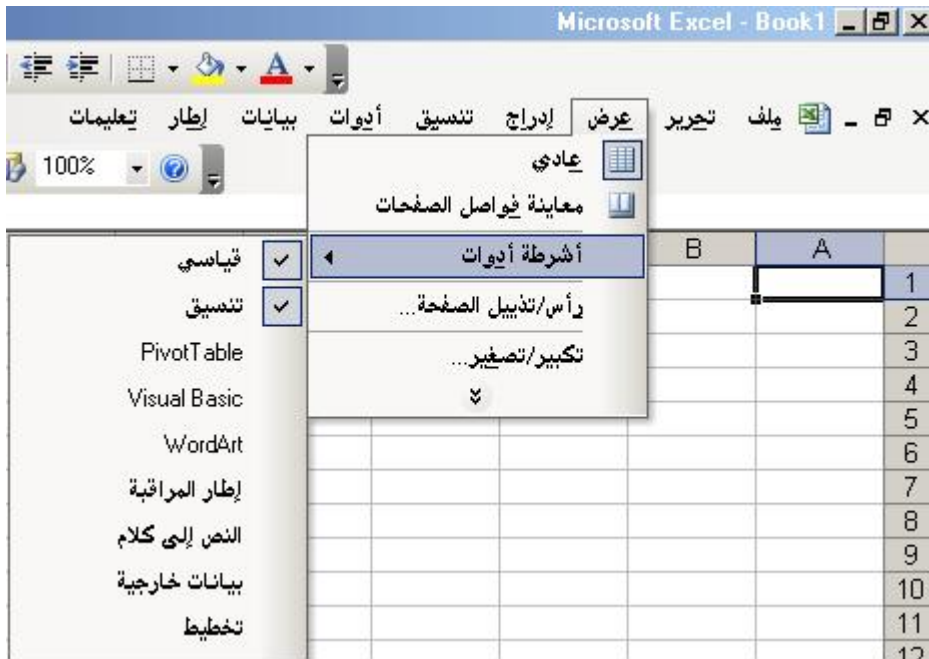 Microsoft Excel - Book1
ملف تحرير عرض إدراج تنسيق أدوات بيانات إطار تعليمات
100%
عادي
معاينة فواصل الصفحات
أشرطة أدوات
رأس/تذييل الصفحة...
تكبير/تصغير...
قياسي
تنسيق
PivotTable
Visual Basic
WordArt
إطار المراقبة
النص إلى كلام
بيانات خارجية
تخطيط
A B
1
2
3
4
5
6
7
8
9
10
11
12